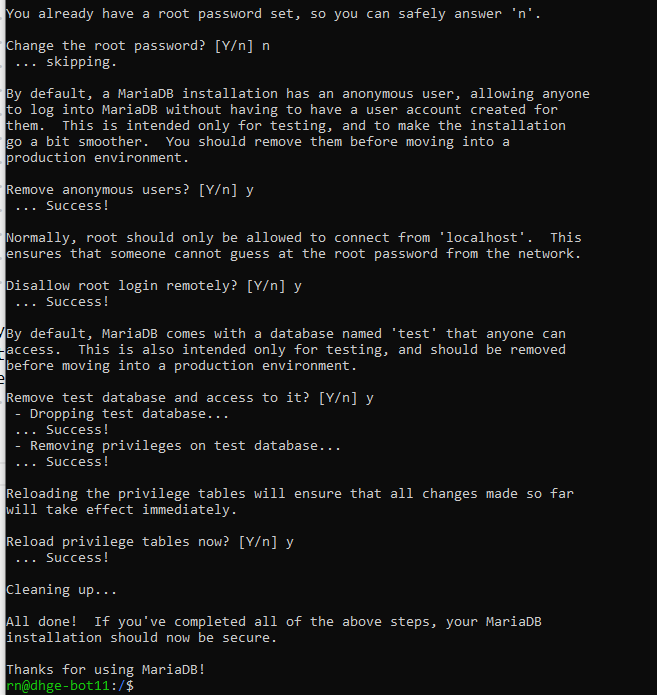 You already have a root password set, so you can safely answer 'n'.
Change the root password? [Y/n] n
... skipping.
By default, a MariaDB installation has an anonymous user, allowing anyone
to log into MariaDB without having to have a user account created for
them.  This is intended only for testing, and to make the installation
go a bit smoother.  You should remove them before moving into a
production environment.
Remove anonymous users? [Y/n] y
... Success!
Normally, root should only be allowed to connect from 'localhost'.  This
ensures that someone cannot guess at the root password from the network.
Disallow root login remotely? [Y/n] y
... Success!
By default, MariaDB comes with a database named 'test' that anyone can
access.  This is also intended only for testing, and should be removed
before moving into a production environment.
Remove test database and access to it? [Y/n] y
- Dropping test database...
... Success!
- Removing privileges on test database...
... Success!
Reloading the privilege tables will ensure that all changes made so far
will take effect immediately.
Reload privilege tables now? [Y/n] y
... Success!
Cleaning up...
All done!  If you've completed all of the above steps, your MariaDB
installation should now be secure.
Thanks for using MariaDB!
rn@dhge-bot11:/$